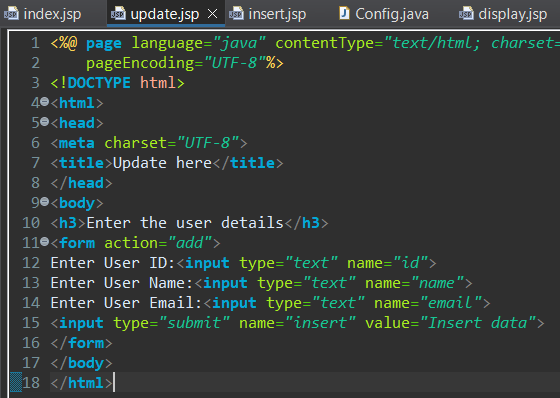 index.jsp update.jsp insert.jsp Config.java display.jsp
1 <%@ page language="java" contentType="text/html; charset=
2 pageEncoding="UTF-8"%>
3 <!DOCTYPE html>
4 <html>
5 <head>
6 <meta charset="UTF-8">
7 <title>Update here</title>
8 </head>
9 <body>
10 <h3>Enter the user details</h3>
11 <form action="add">
12 Enter User ID:<input type="text" name="id">
13 Enter User Name:<input type="text" name="name">
14 Enter User Email:<input type="text" name="email">
15 <input type="submit" name="insert" value="Insert data">
16 </form>
17 </body>
18 </html>